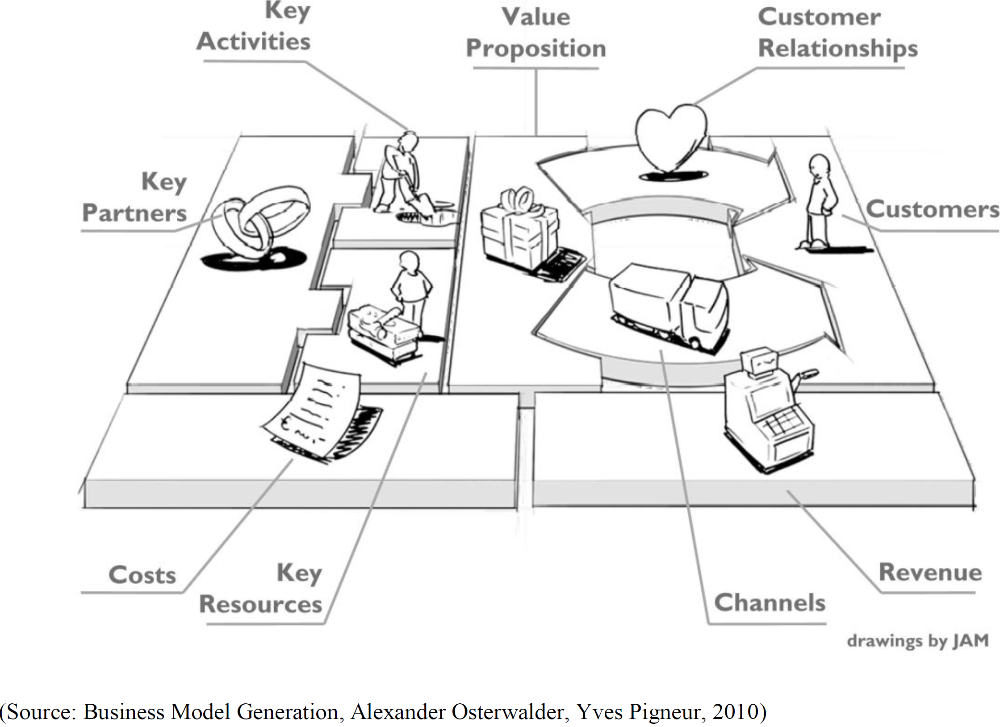 Key
Activities
Value
Proposition
Customer
Relationships
Key
Partners
Customers
Costs
Key
Resources
Channels
Revenue
drawings by JAM
(Source: Business Model Generation, Alexander Osterwalder, Yves Pigneur, 2010)